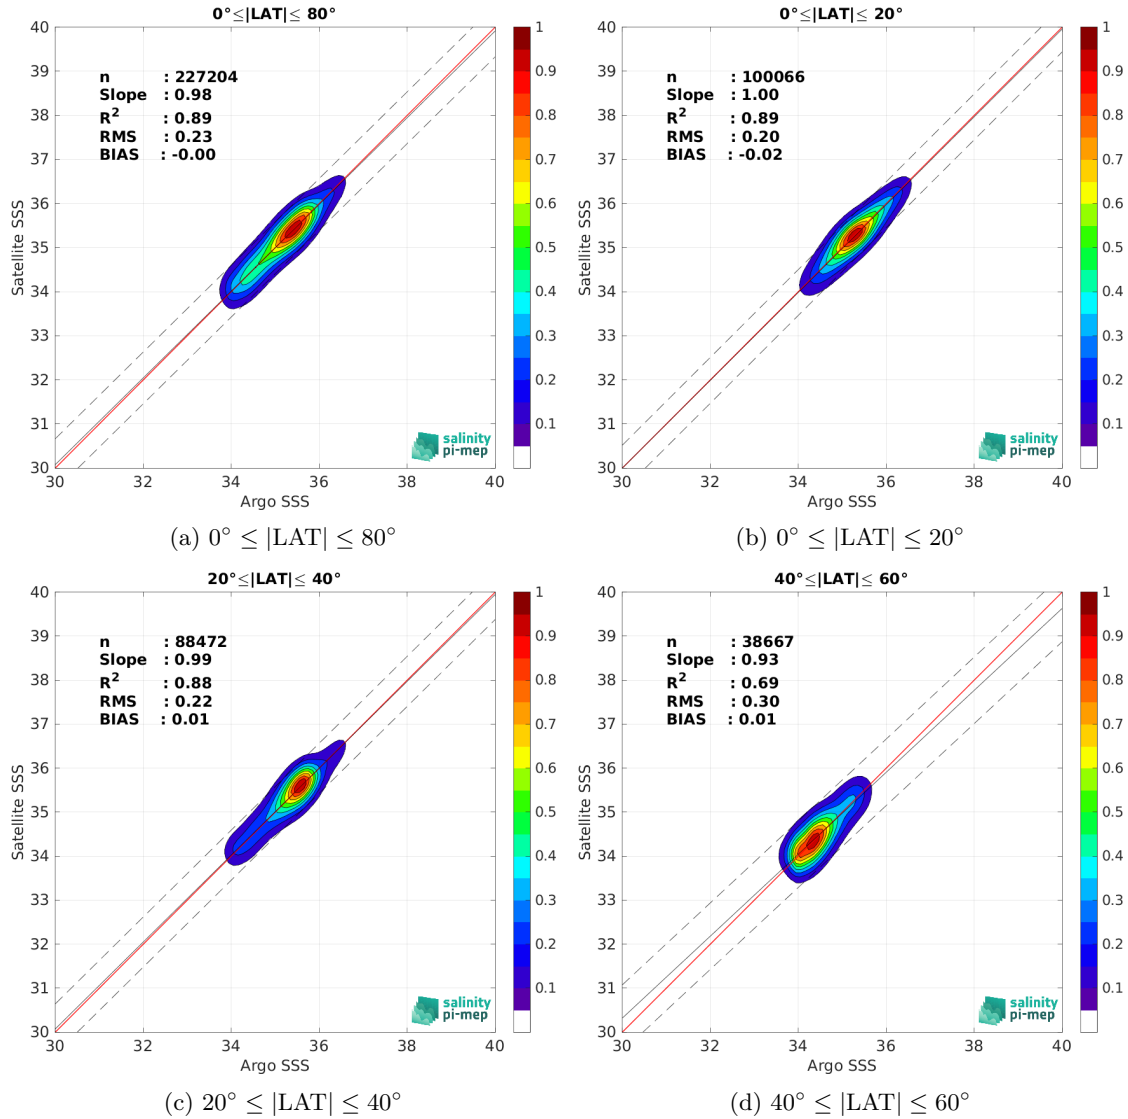 0°≤|LAT|≤ 80°
40
39
38
37
36
35
34
33
32
31
30
Satellite SSS
n : 227204
Slope : 0.98
R² : 0.89
RMS : 0.23
BIAS : -0.00
salinity
pi-mep
30 32 34 36 38 40
Argo SSS
1
0.9
0.8
0.7
0.6
0.5
0.4
0.3
0.2
0.1
(a) 0° ≤ |LAT| ≤ 80°
0°≤|LAT|≤ 20°
40
39
38
37
36
35
34
33
32
31
30
Satellite SSS
n : 100066
Slope : 1.00
R² : 0.89
RMS : 0.20
BIAS : -0.02
salinity
pi-mep
30 32 34 36 38 40
Argo SSS
1
0.9
0.8
0.7
0.6
0.5
0.4
0.3
0.2
0.1
(b) 0° ≤ |LAT| ≤ 20°
20°≤|LAT|≤ 40°
40
39
38
37
36
35
34
33
32
31
30
Satellite SSS
n : 88472
Slope : 0.99
R² : 0.88
RMS : 0.22
BIAS : 0.01
salinity
pi-mep
30 32 34 36 38 40
Argo SSS
1
0.9
0.8
0.7
0.6
0.5
0.4
0.3
0.2
0.1
(c) 20° ≤ |LAT| ≤ 40°
40°≤|LAT|≤ 60°
40
39
38
37
36
35
34
33
32
31
30
Satellite SSS
n : 38667
Slope : 0.93
R² : 0.69
RMS : 0.30
BIAS : 0.01
salinity
pi-mep
30 32 34 36 38 40
Argo SSS
1
0.9
0.8
0.7
0.6
0.5
0.4
0.3
0.2
0.1
(d) 40° ≤ |LAT| ≤ 60°